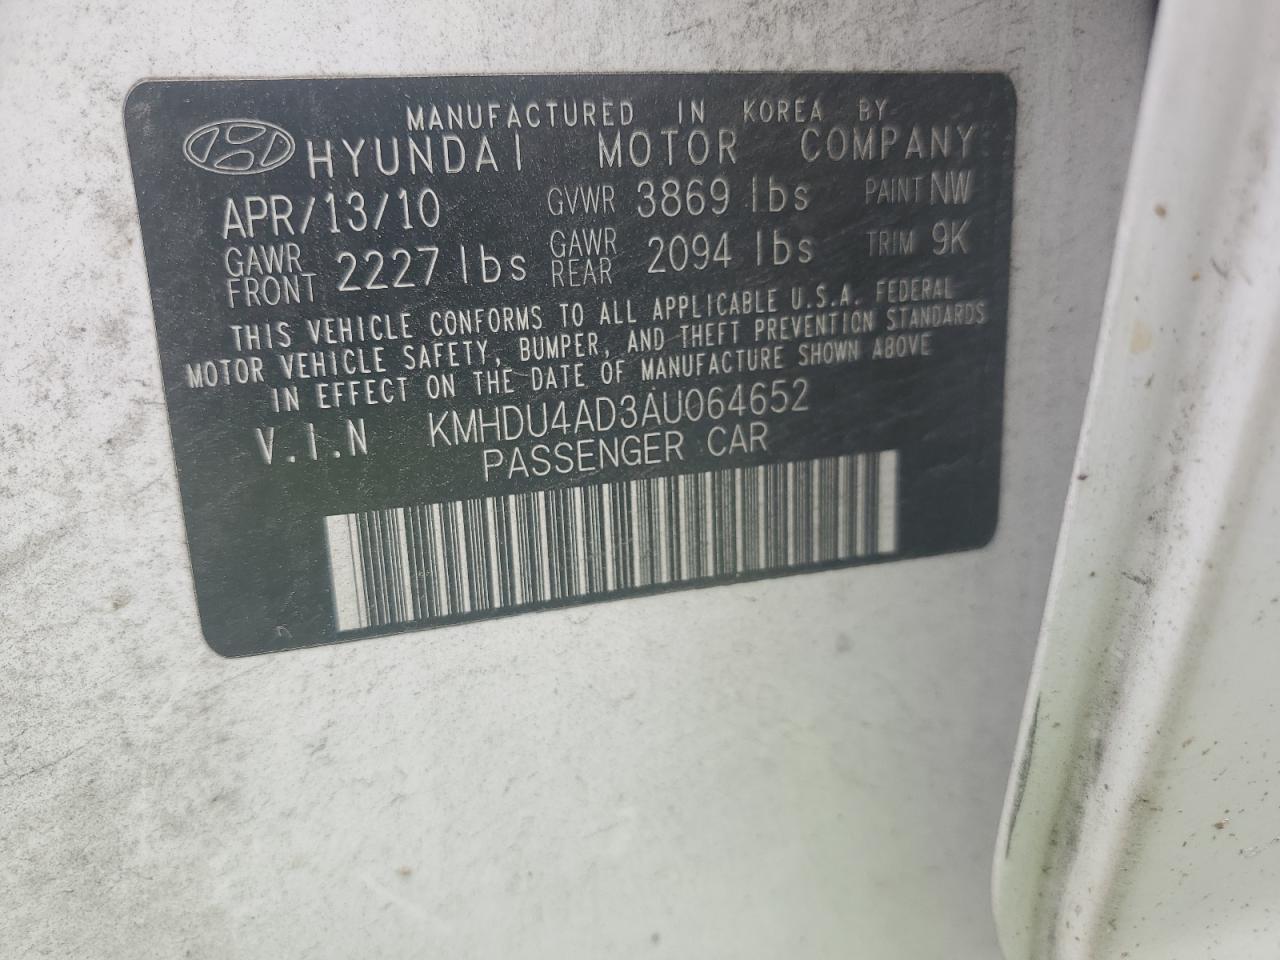 MANUFACTURED IN KOREA BY
HYUNDAI MOTOR COMPANY
APR/13/10 GVWR 3869 lbs PAINT NW
GAWR FRONT 2227 lbs GAWR REAR 2094 lbs TRIM 9K
THIS VEHICLE CONFORMS TO ALL APPLICABLE U.S.A. FEDERAL
MOTOR VEHICLE SAFETY, BUMPER, AND THEFT PREVENTION STANDARDS
IN EFFECT ON THE DATE OF MANUFACTURE SHOWN ABOVE
V.I.N KMHDU4AD3AU064652
PASSENGER CAR